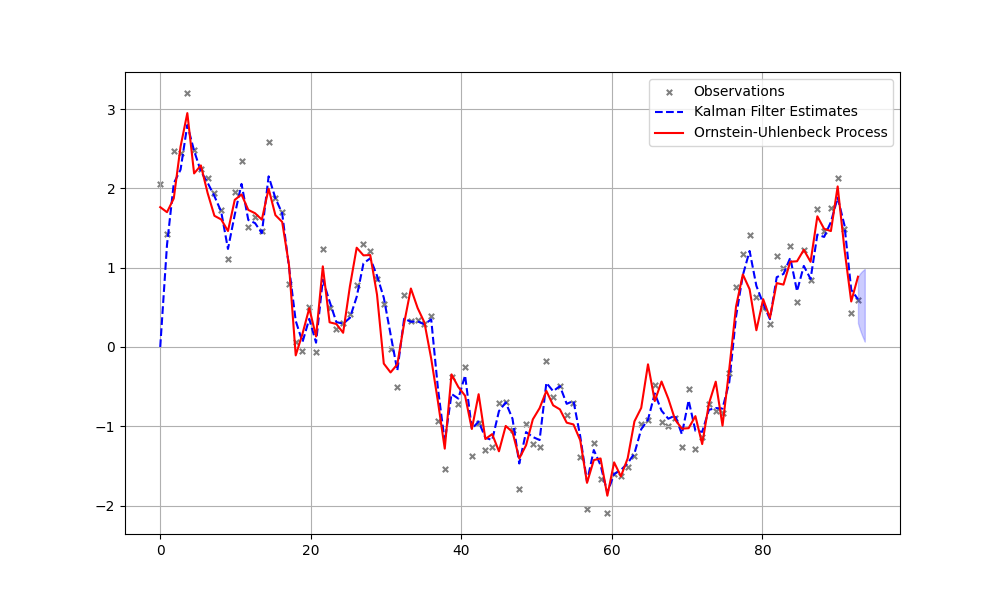 Observations
Kalman Filter Estimates
Ornstein-Uhlenbeck Process
3
2
1
0
−1
−2
0 20 40 60 80